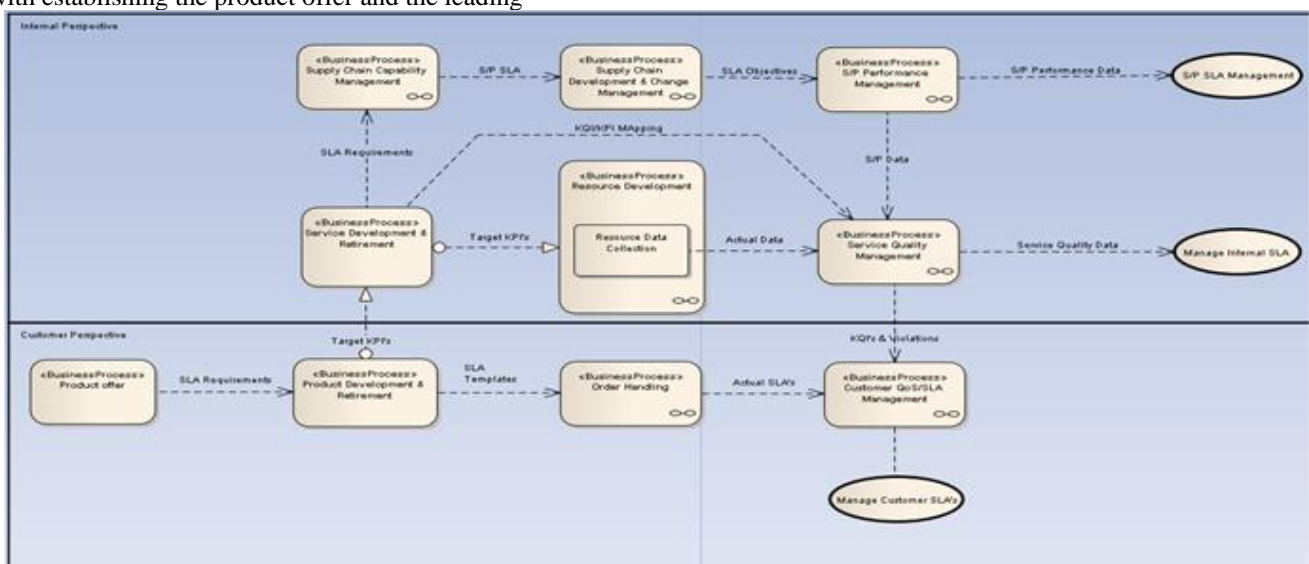 with establishing the product offer and the leading
Internal Perspective
«BusinessProcess»
Supply Chain Capability
Management
S/P SLA
«BusinessProcess»
Supply Chain
Development & Change
Management
SLA Objectives
«BusinessProcess»
S/P Performance
Management
S/P Performance Data
S/P SLA Management
KQI/KPI MApping
SLA Requirements
S/P Data
«BusinessProcess»
Resource Development
«BusinessProcess»
Service Development &
Retirement
Target KPI's
Resource Data
Collection
Actual Data
«BusinessProcess»
Service Quality
Management
Service Quality Data
Manage Internal SLA
Customer Perspective
Target KPI's
KQI's & Violations
«BusinessProcess»
Product offer
SLA Requirements
«BusinessProcess»
Product Development &
Retirement
SLA
Templates
«BusinessProcess»
Order Handling
Actual SLA's
«BusinessProcess»
Customer QoS/SLA
Management
Manage Customer SLA's